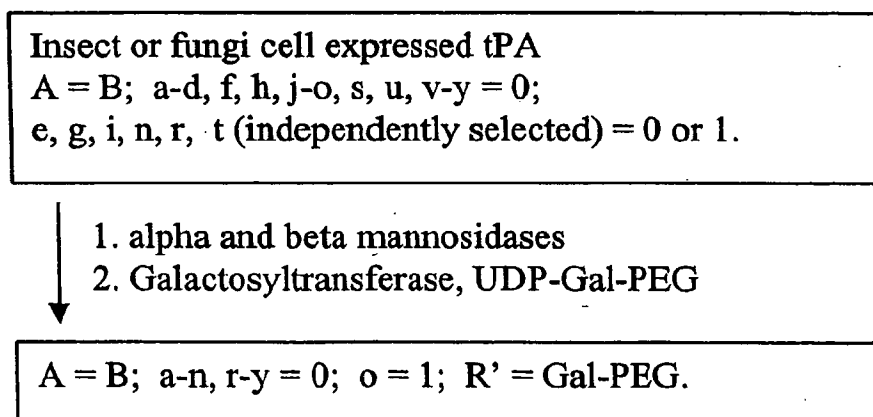 Insect or fungi cell expressed tPA
A = B; a-d, f, h, j-o, s, u, v-y = 0;
e, g, i, n, r, t (independently selected) = 0 or 1.
1. alpha and beta mannosidases
2. Galactosyltransferase, UDP-Gal-PEG
A = B; a-n, r-y = 0; o = 1; R' = Gal-PEG.